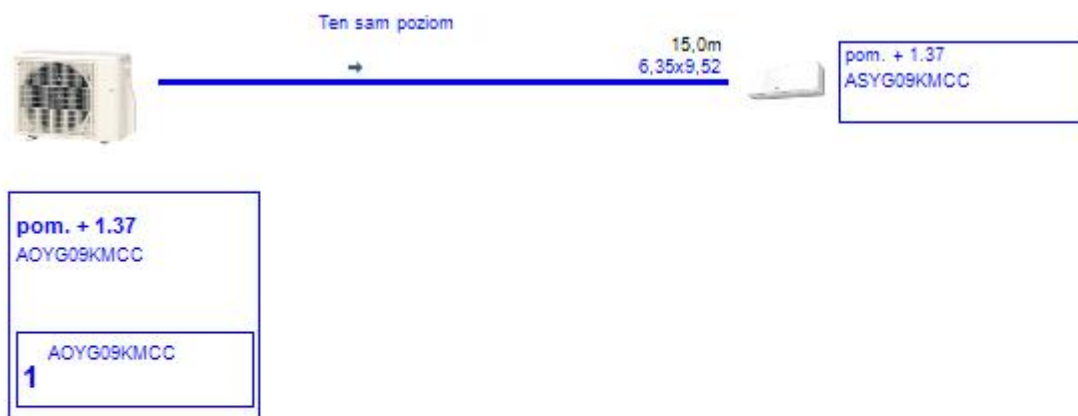 Ten sam poziom
15,0m
6,35x9,52
pom. + 1.37
ASYG09KMCC
pom. + 1.37
AOYG09KMCC
AOYG09KMCC
1